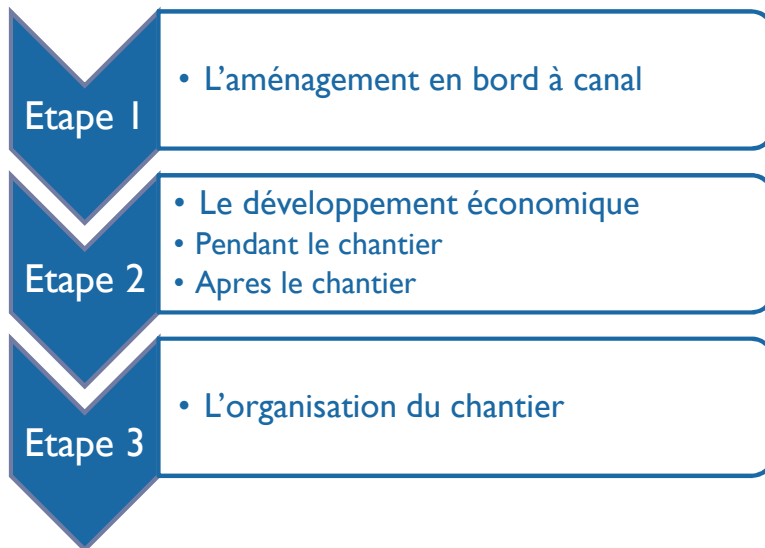 Etape 1
• L’aménagement en bord à canal
Etape 2
• Le développement économique
• Pendant le chantier
• Apres le chantier
Etape 3
• L’organisation du chantier